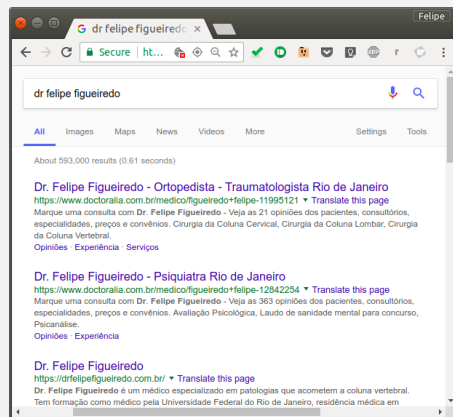 Felipe
dr felipe figueiredo
Secure | ht...
dr felipe figueiredo
All Images Maps News Videos More Settings Tools
About 593,000 results (0.61 seconds)
Dr. Felipe Figueiredo - Ortopedista - Traumatologista Rio de Janeiro
https://www.doctoralia.com.br/medico/figueiredo+felipe-11995121 ▾ Translate this page
Marque uma consulta com Dr. Felipe Figueiredo - Veja as 21 opiniões dos pacientes, consultórios,
especialidades, preços e convênios. Cirurgia da Coluna Cervical, Cirurgia da Coluna Lombar, Cirurgia
da Coluna Vertebral.
Opiniões · Experiência · Serviços
Dr. Felipe Figueiredo - Psiquiatra Rio de Janeiro
https://www.doctoralia.com.br/medico/figueiredo+felipe-12842254 ▾ Translate this page
Marque uma consulta com Dr. Felipe Figueiredo - Veja as 363 opiniões dos pacientes, consultórios,
especialidades, preços e convênios. Avaliação Psicológica, Laudo de sanidade mental para concurso,
Psicanálise.
Opiniões · Experiência
Dr. Felipe Figueiredo
https://drfelipefigueiredo.com.br/ ▾ Translate this page
Dr. Felipe Figueiredo é um médico especializado em patologias que acometem a coluna vertebral.
Tem formação como médico pela Universidade Federal do Rio de Janeiro, residência médica em